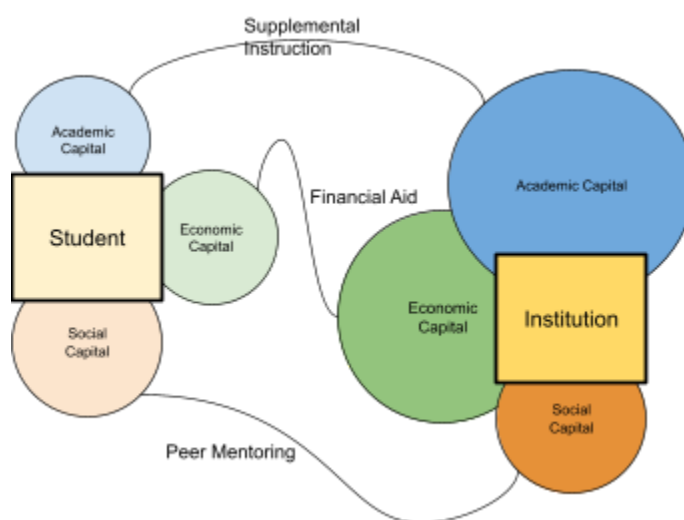 Supplemental
Instruction
Academic
Capital
Academic Capital
Student
Economic
Capital
Financial Aid
Economic
Capital
Institution
Social
Capital
Social
Capital
Peer Mentoring